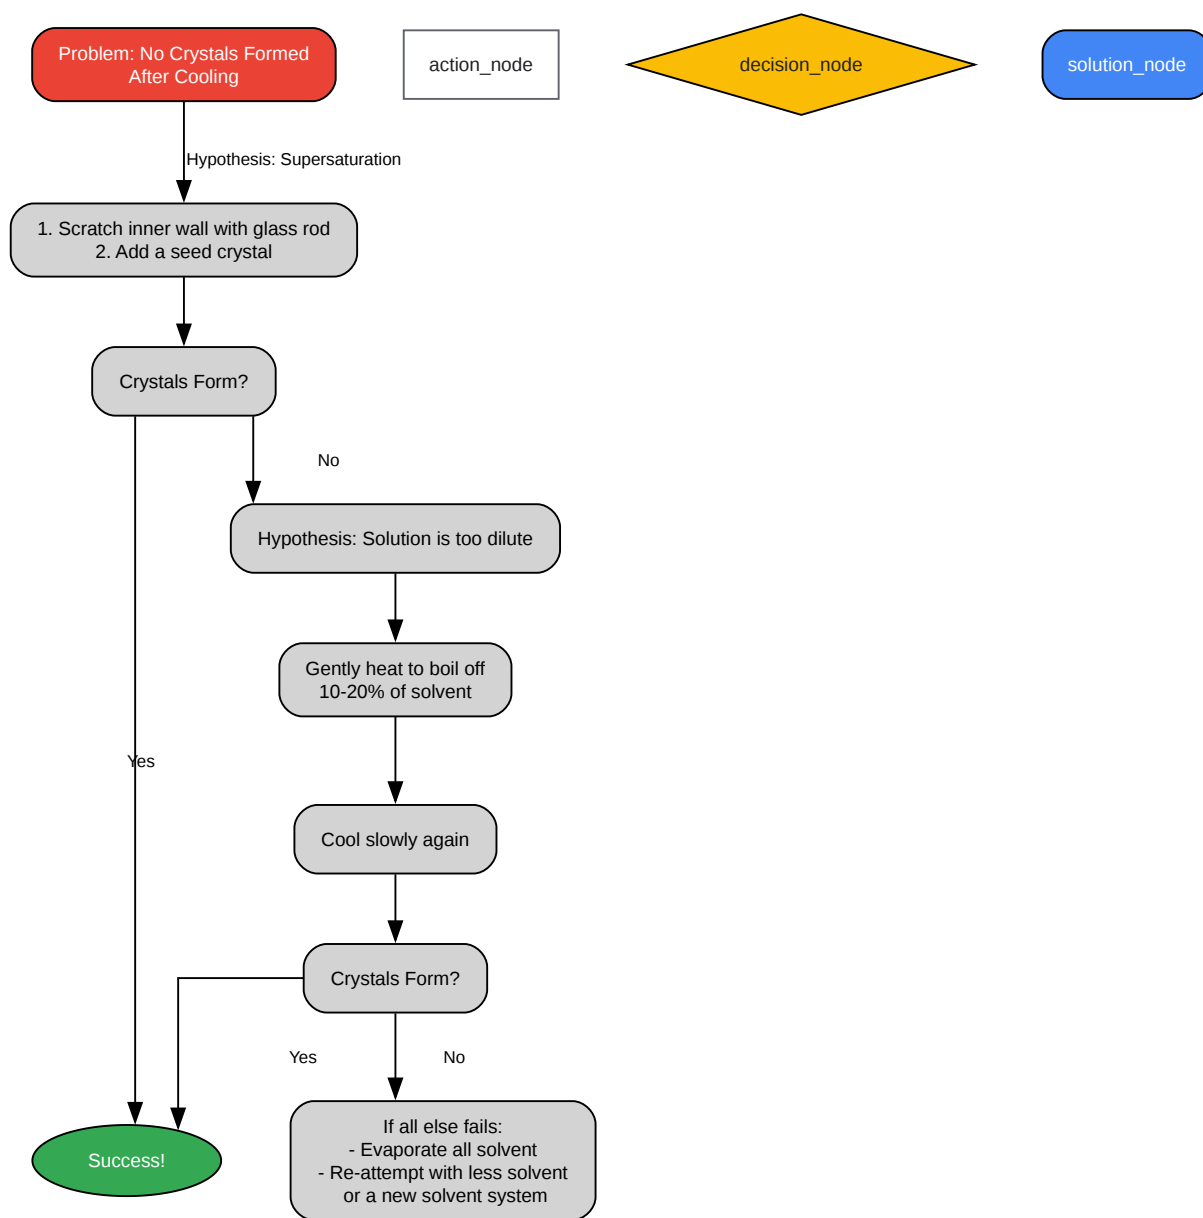 Problem: No Crystals Formed
After Cooling
action_node
decision_node
solution_node
Hypothesis: Supersaturation
1. Scratch inner wall with glass rod
2. Add a seed crystal
Crystals Form?
No
Hypothesis: Solution is too dilute
Gently heat to boil off
10-20% of solvent
Yes
Cool slowly again
Crystals Form?
Yes
No
If all else fails:
- Evaporate all solvent
- Re-attempt with less solvent
or a new solvent system
Success!